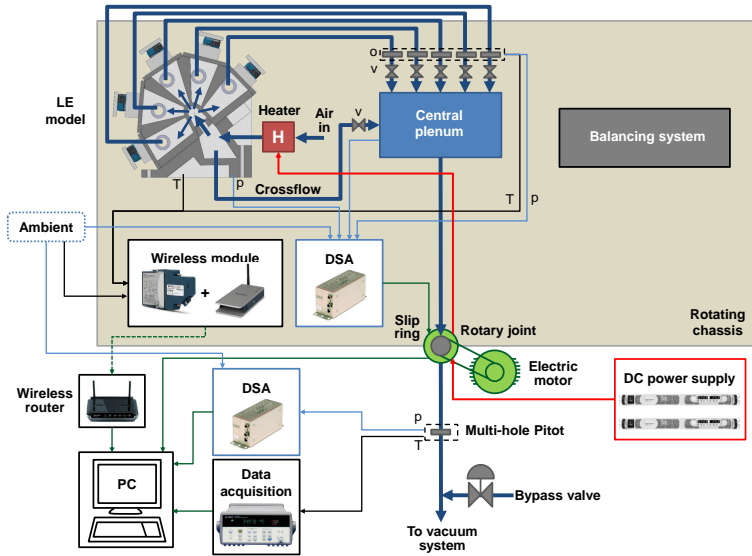 o
v
LE
model
Heater
H
Air
in
v
Central
plenum
Balancing system
Crossflow
T
p
T
p
Ambient
Wireless module
+
DSA
Slip
ring
Rotary joint
Rotating
chassis
Electric
motor
Wireless
router
DSA
DC power supply
p
T
Multi-hole Pitot
PC
Data
acquisition
Bypass valve
To vacuum
system